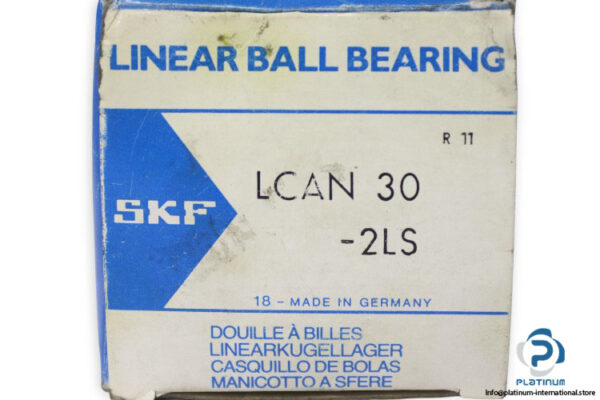 LINEAR BALL BEARING
R 11
SKF
LCAN 30
-2LS
18 - MADE IN GERMANY
DOUILLE À BILLES
LINEARKUGELLAGER
CASQUILLO DE BOLAS
MANICOTTO A SFERE
PLATINUM
info@platinum-international.store